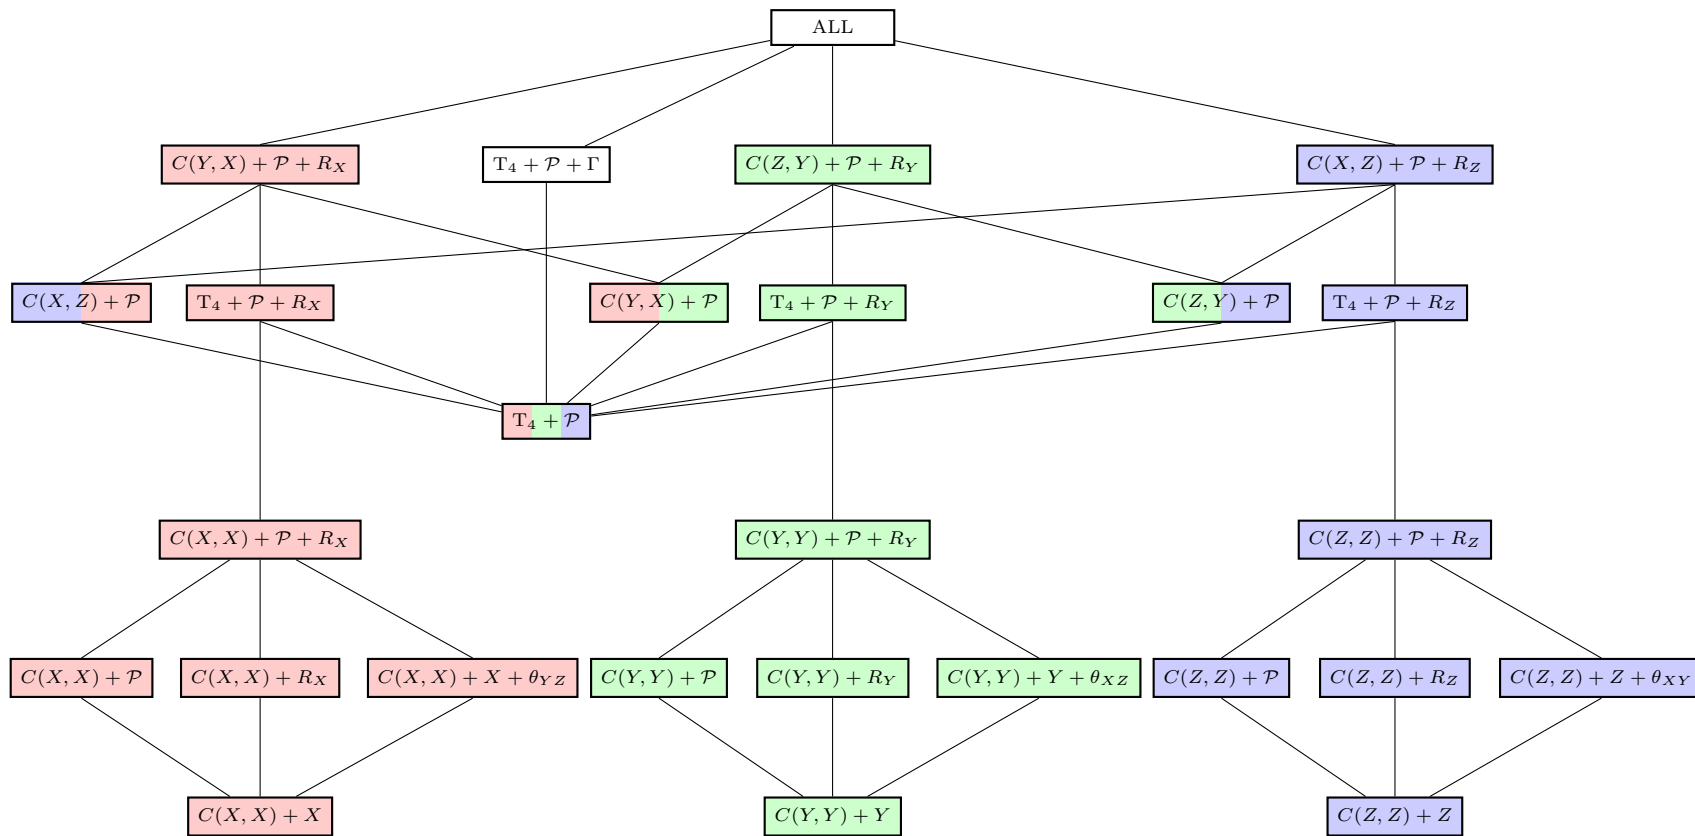 ALL
C(Y, X) + 𝒫 + R_X
T₄ + 𝒫 + Γ
C(Z, Y) + 𝒫 + R_Y
C(X, Z) + 𝒫 + R_Z
C(X, Z) + 𝒫
T₄ + 𝒫 + R_X
C(Y, X) + 𝒫
T₄ + 𝒫 + R_Y
C(Z, Y) + 𝒫
T₄ + 𝒫 + R_Z
T₄ + 𝒫
C(X, X) + 𝒫 + R_X
C(Y, Y) + 𝒫 + R_Y
C(Z, Z) + 𝒫 + R_Z
C(X, X) + 𝒫
C(X, X) + R_X
C(X, X) + X + θ_YZ
C(Y, Y) + 𝒫
C(Y, Y) + R_Y
C(Y, Y) + Y + θ_XZ
C(Z, Z) + 𝒫
C(Z, Z) + R_Z
C(Z, Z) + Z + θ_XY
C(X, X) + X
C(Y, Y) + Y
C(Z, Z) + Z